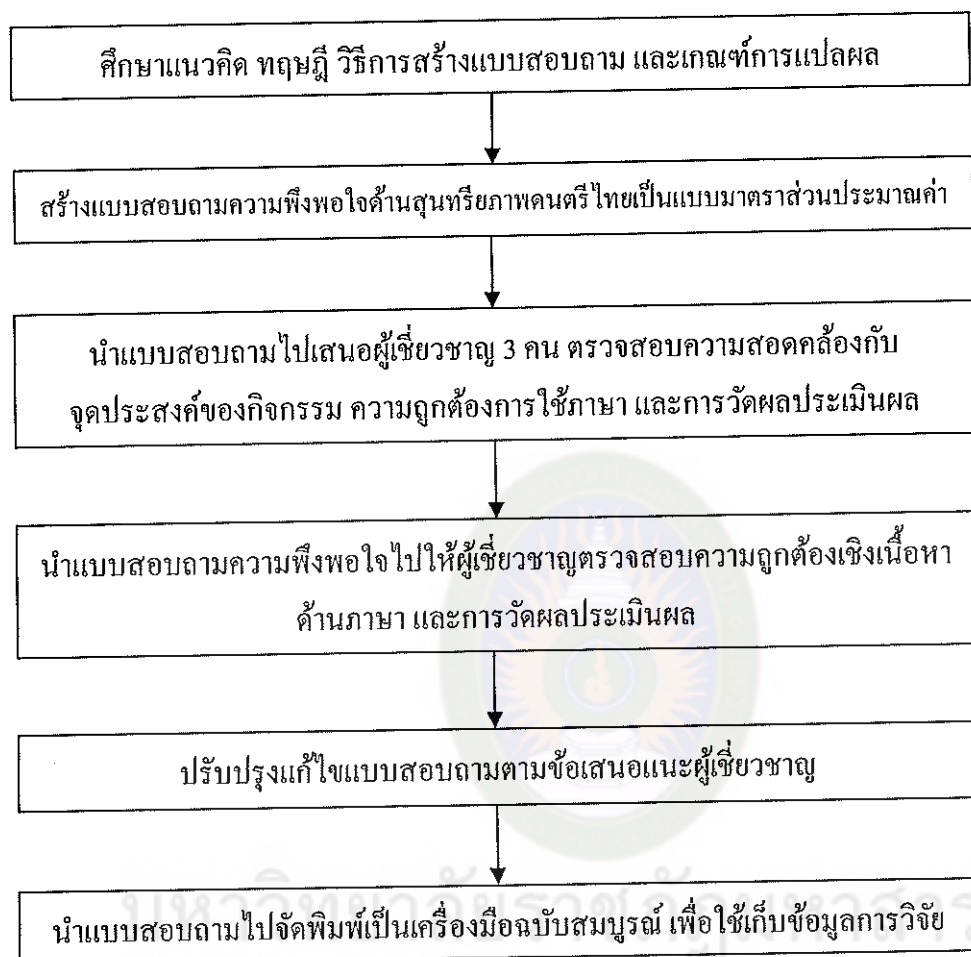 ศึกษาแนวคิด ทฤษฎี วิธีการสร้างแบบสอบถาม และเกณฑ์การแปลผล
สร้างแบบสอบถามความพึงพอใจด้านสุนทรียภาพดนตรีไทยเป็นแบบมาตราส่วนประมาณค่า
นำแบบสอบถามไปเสนอผู้เชี่ยวชาญ 3 คน ตรวจสอบความสอดคล้องกับ
จุดประสงค์ของกิจกรรม ความถูกต้องการใช้ภาษา และการวัดผลประเมินผล
นำแบบสอบถามความพึงพอใจไปให้ผู้เชี่ยวชาญตรวจสอบความถูกต้องเชิงเนื้อหา
ด้านภาษา และการวัดผลประเมินผล
ปรับปรุงแก้ไขแบบสอบถามตามข้อเสนอแนะผู้เชี่ยวชาญ
มหาวิทยาลัยราชภัฏมหาสาร
นำแบบสอบถามไปจัดพิมพ์เป็นเครื่องมือฉบับสมบูรณ์ เพื่อใช้เก็บข้อมูลการวิจัย